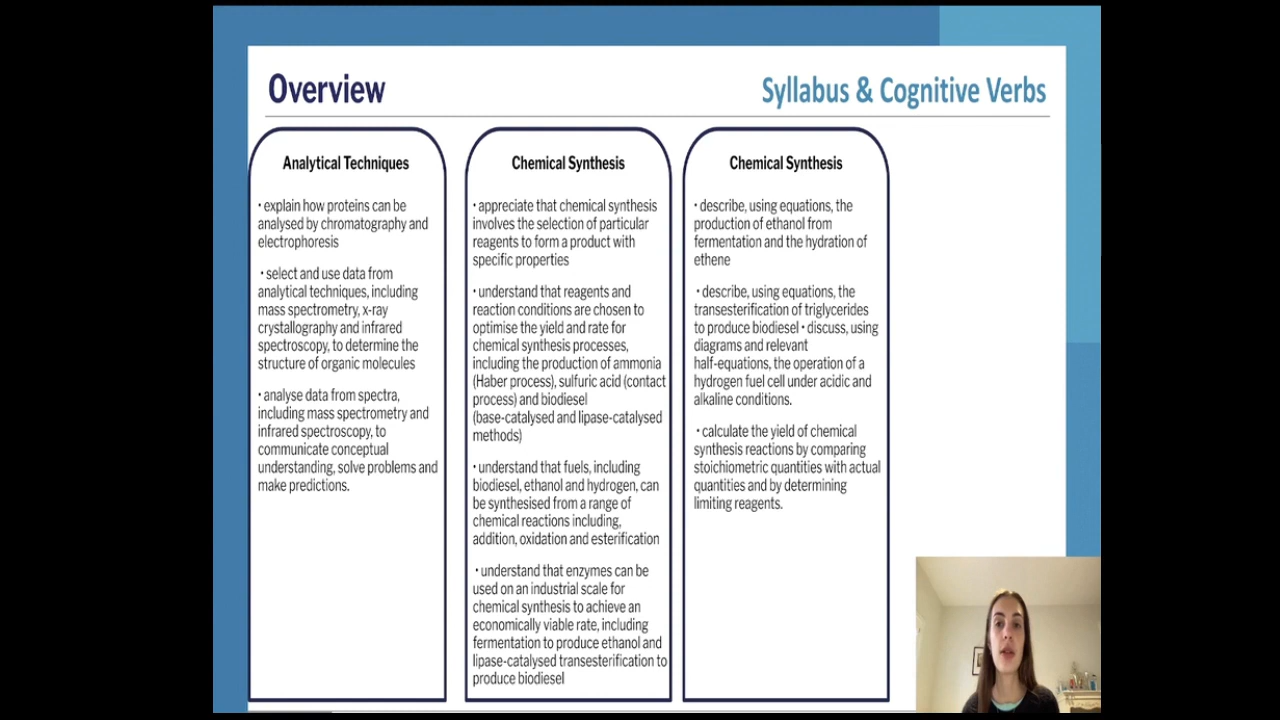 Overview
Syllabus & Cognitive Verbs
Analytical Techniques
• explain how proteins can be
analysed by chromatography and
electrophoresis
• select and use data from
analytical techniques, including
mass spectrometry, x-ray
crystallography and infrared
spectroscopy, to determine the
structure of organic molecules
• analyse data from spectra,
including mass spectrometry and
infrared spectroscopy, to
communicate conceptual
understanding, solve problems and
make predictions.
Chemical Synthesis
• appreciate that chemical synthesis
involves the selection of particular
reagents to form a product with
specific properties
• understand that reagents and
reaction conditions are chosen to
optimise the yield and rate for
chemical synthesis processes,
including the production of ammonia
(Haber process), sulfuric acid (contact
process) and biodiesel
(base-catalysed and lipase-catalysed
methods)
• understand that fuels, including
biodiesel, ethanol and hydrogen, can
be synthesised from a range of
chemical reactions including,
addition, oxidation and esterification
• understand that enzymes can be
used on an industrial scale for
chemical synthesis to achieve an
economically viable rate, including
fermentation to produce ethanol and
lipase-catalysed transesterification to
produce biodiesel
Chemical Synthesis
• describe, using equations, the
production of ethanol from
fermentation and the hydration of
ethene
• describe, using equations, the
transesterification of triglycerides
to produce biodiesel • discuss, using
diagrams and relevant
half-equations, the operation of a
hydrogen fuel cell under acidic and
alkaline conditions.
• calculate the yield of chemical
synthesis reactions by comparing
stoichiometric quantities with actual
quantities and by determining
limiting reagents.